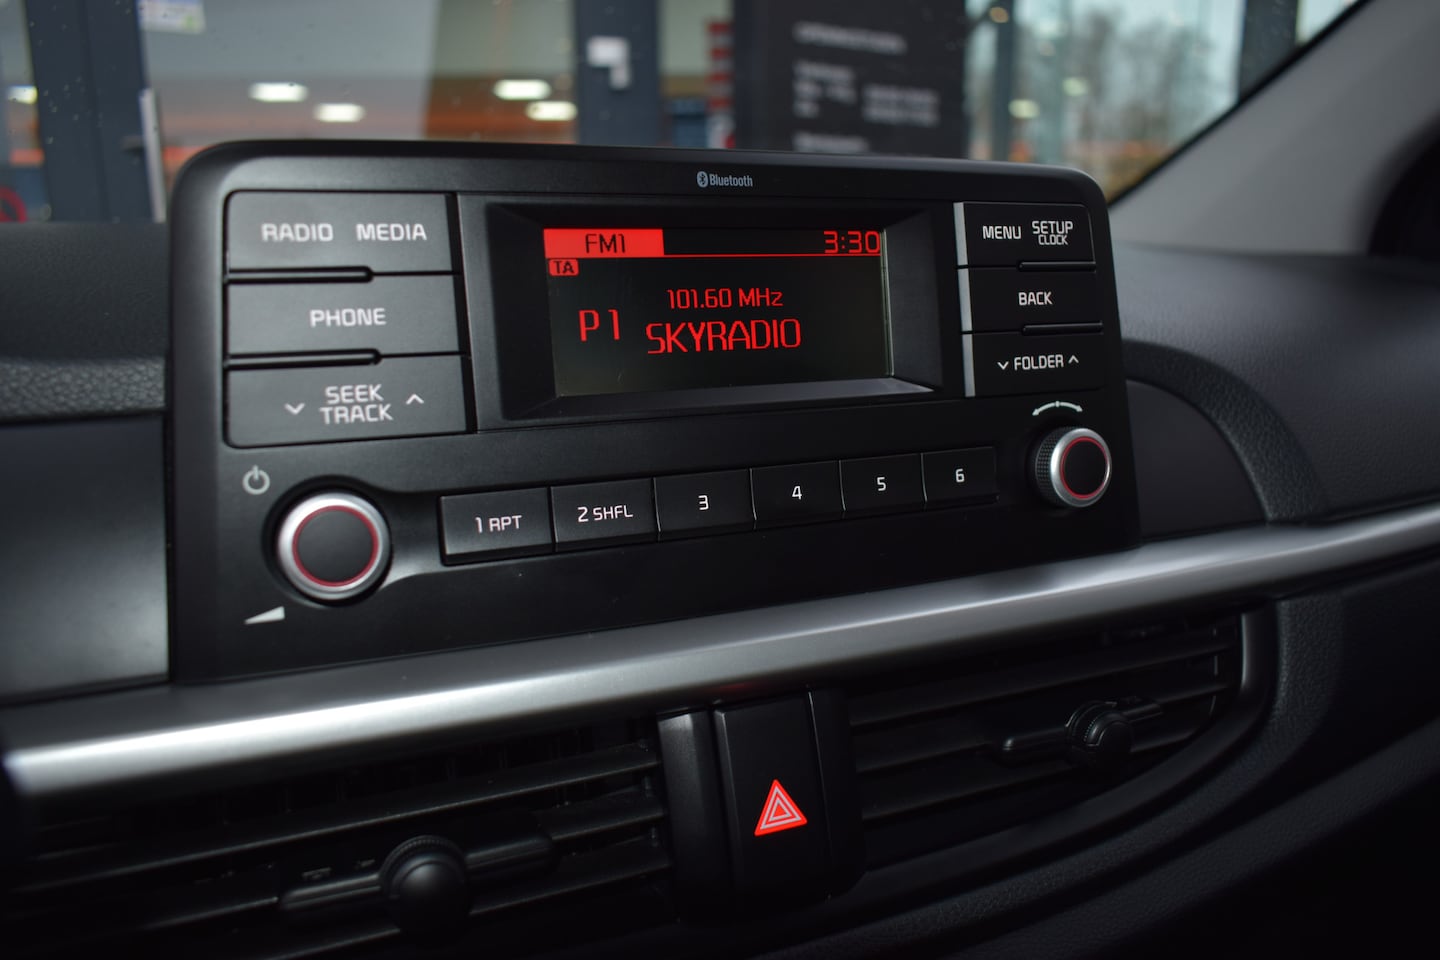 Bluetooth
RADIO MEDIA
PHONE
SEEK
TRACK
FM1 3:30
TA
101.60 MHz
P1 SKYRADIO
MENU SETUP
CLOCK
BACK
FOLDER
1 RPT 2 SHFL 3 4 5 6